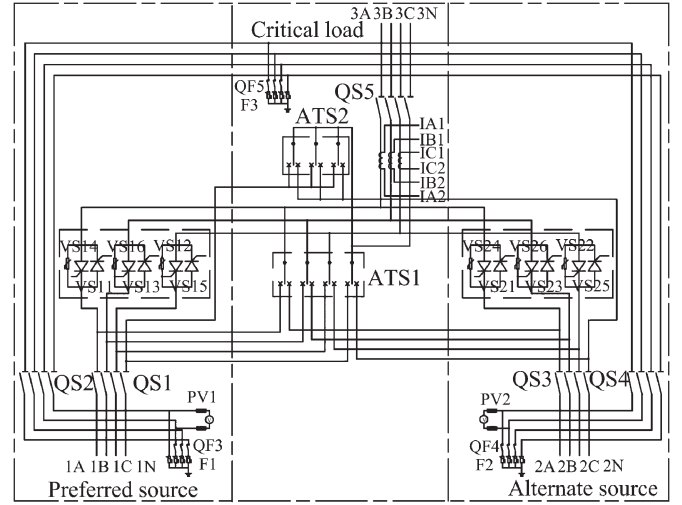 3A 3B 3C 3N
Critical load
QF5
F3
QS5
ATS2
IA1
IB1
IC1
IC2
IB2
IA2
VS14 VS16 VS12
VS11 VS13 VS15
ATS1
VS24 VS26 VS22
VS21 VS23 VS25
QS2 QS1
QS3 QS4
PV1
V
PV2
V
QF3
F1
QF4
F2
1A 1B 1C 1N
2A 2B 2C 2N
Preferred source
Alternate source